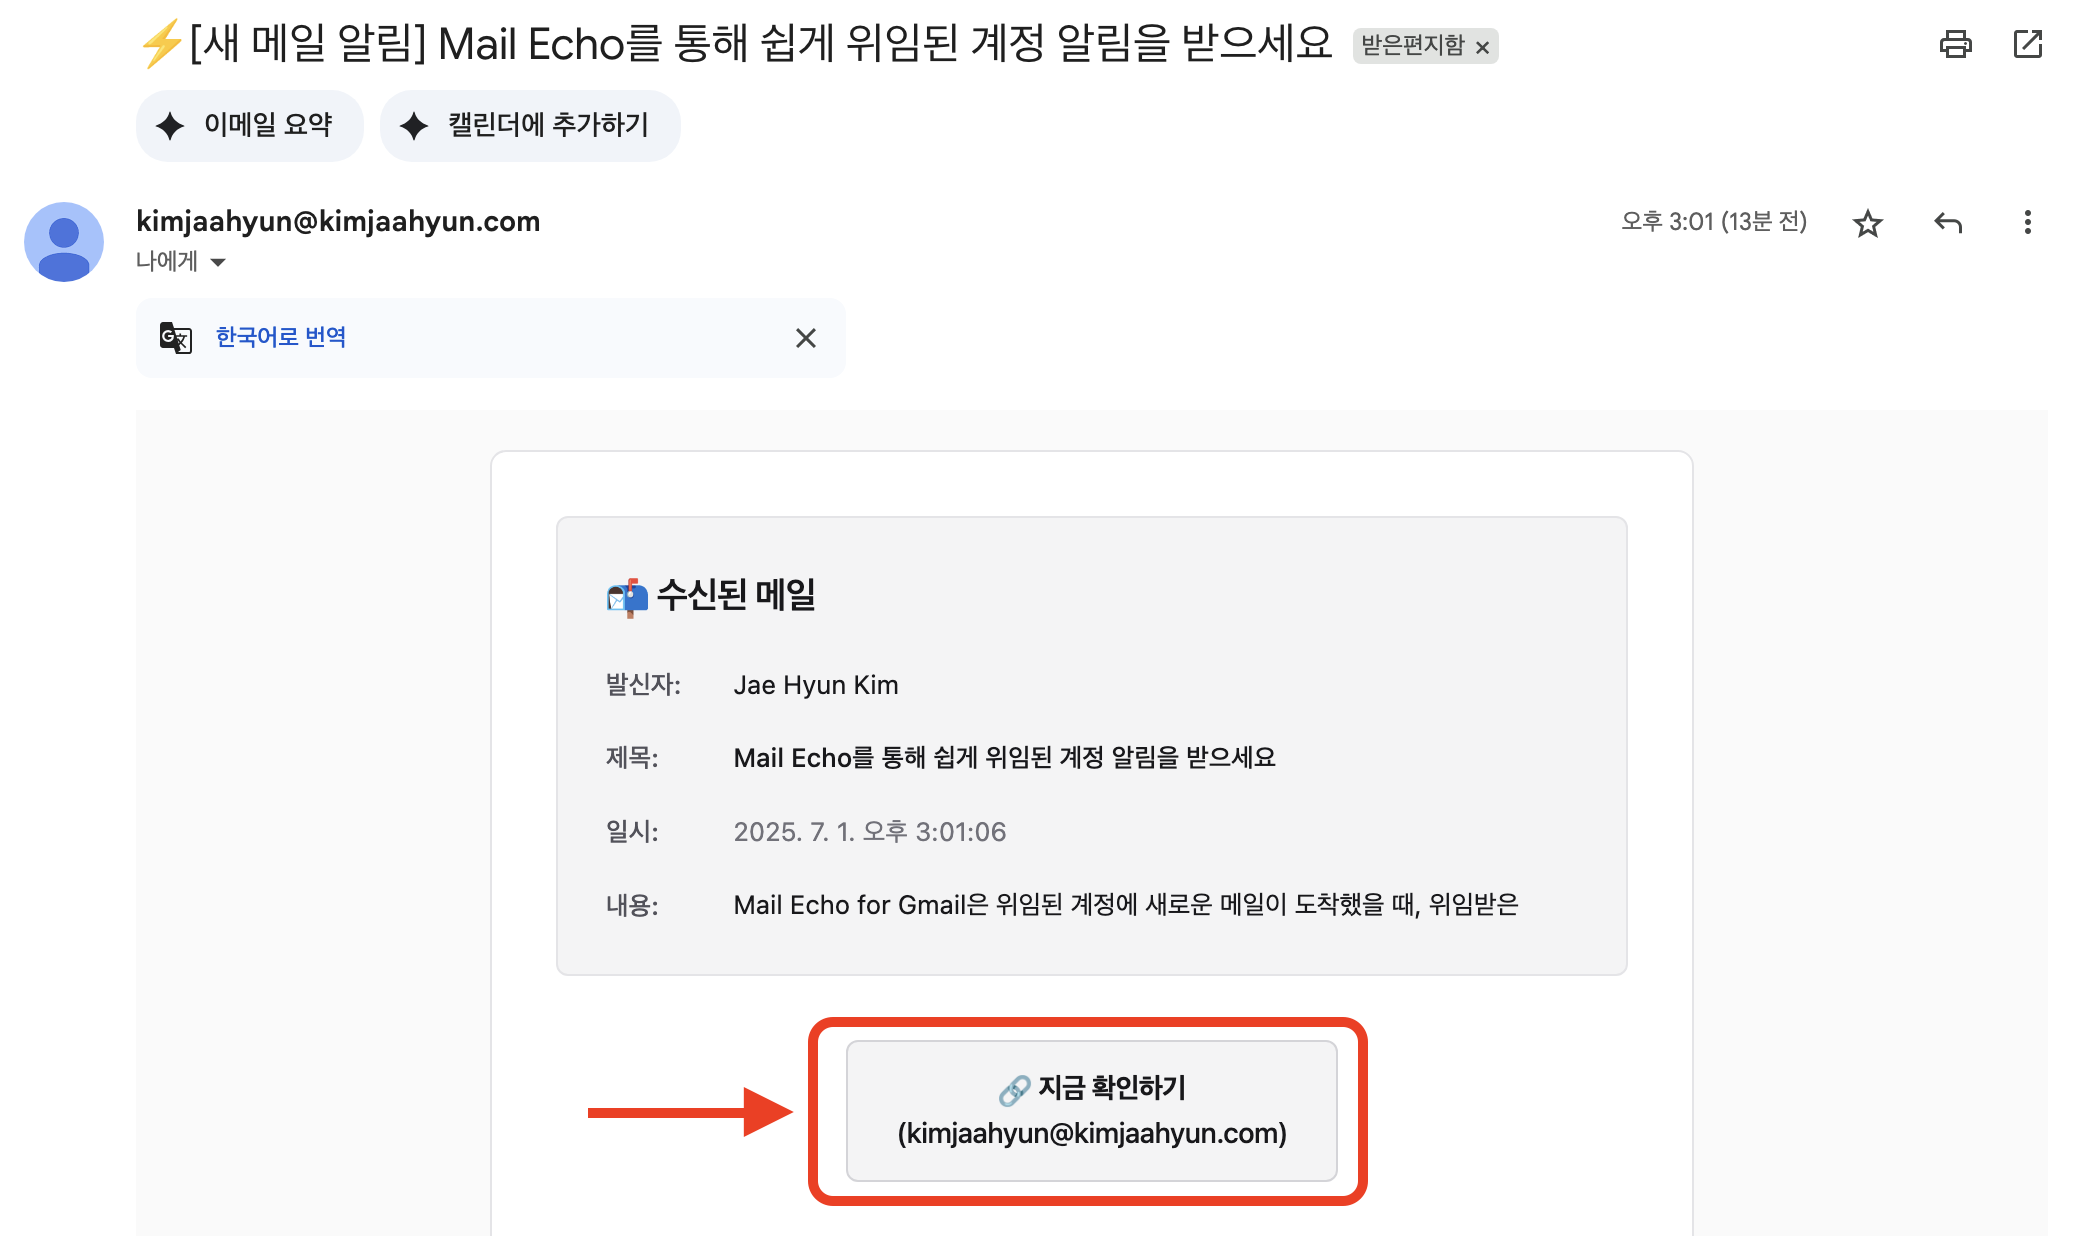 ⚡[새 메일 알림] Mail Echo를 통해 쉽게 위임된 계정 알림을 받으세요 받은편지함 ×
이메일 요약 캘린더에 추가하기
kimjaahyun@kimjaahyun.com 오후 3:01 (13분 전)
나에게
한국어로 번역
📬 수신된 메일
발신자: Jae Hyun Kim
제목: Mail Echo를 통해 쉽게 위임된 계정 알림을 받으세요
일시: 2025. 7. 1. 오후 3:01:06
내용: Mail Echo for Gmail은 위임된 계정에 새로운 메일이 도착했을 때, 위임받은
🔗 지금 확인하기
(kimjaahyun@kimjaahyun.com)